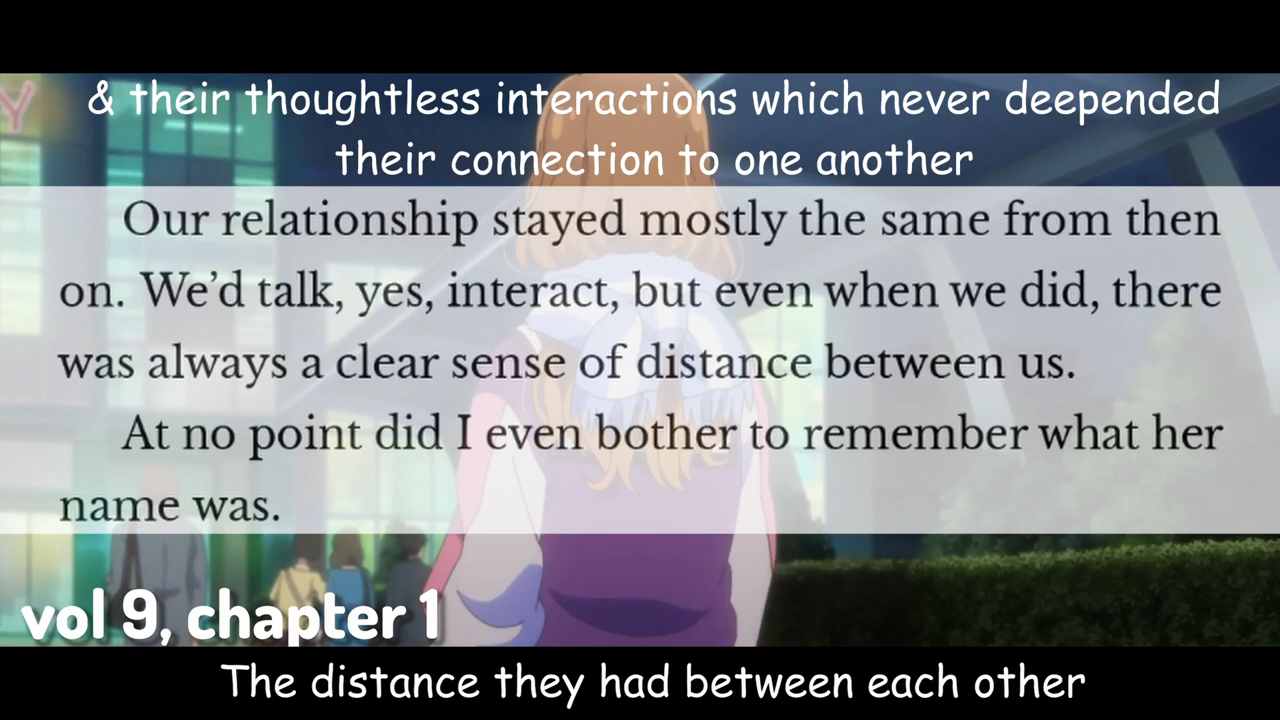 & their thoughtless interactions which never deepended
their connection to one another
Our relationship stayed mostly the same from then
on. We’d talk, yes, interact, but even when we did, there
was always a clear sense of distance between us.
At no point did I even bother to remember what her
name was.
vol 9, chapter 1
The distance they had between each other
Y